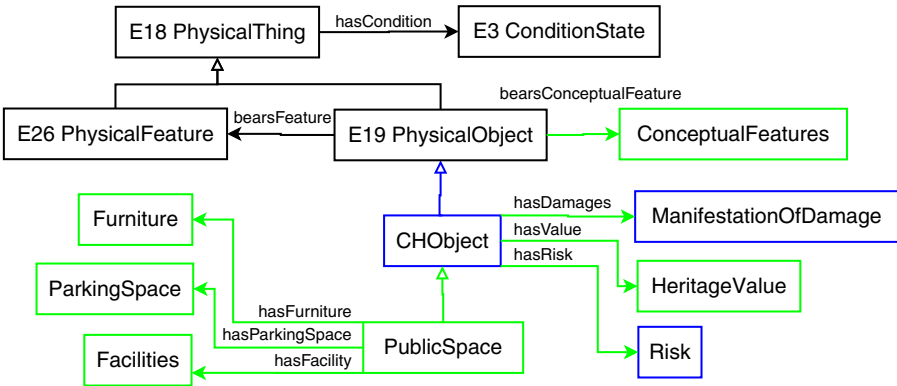 E18 PhysicalThing
hasCondition
E3 ConditionState
bearsConceptualFeature
E26 PhysicalFeature
bearsFeature
E19 PhysicalObject
ConceptualFeatures
Furniture
hasDamages
ManifestationOfDamage
CHObject
hasValue
hasRisk
ParkingSpace
HeritageValue
hasFurniture
hasParkingSpace
PublicSpace
Risk
Facilities
hasFacility